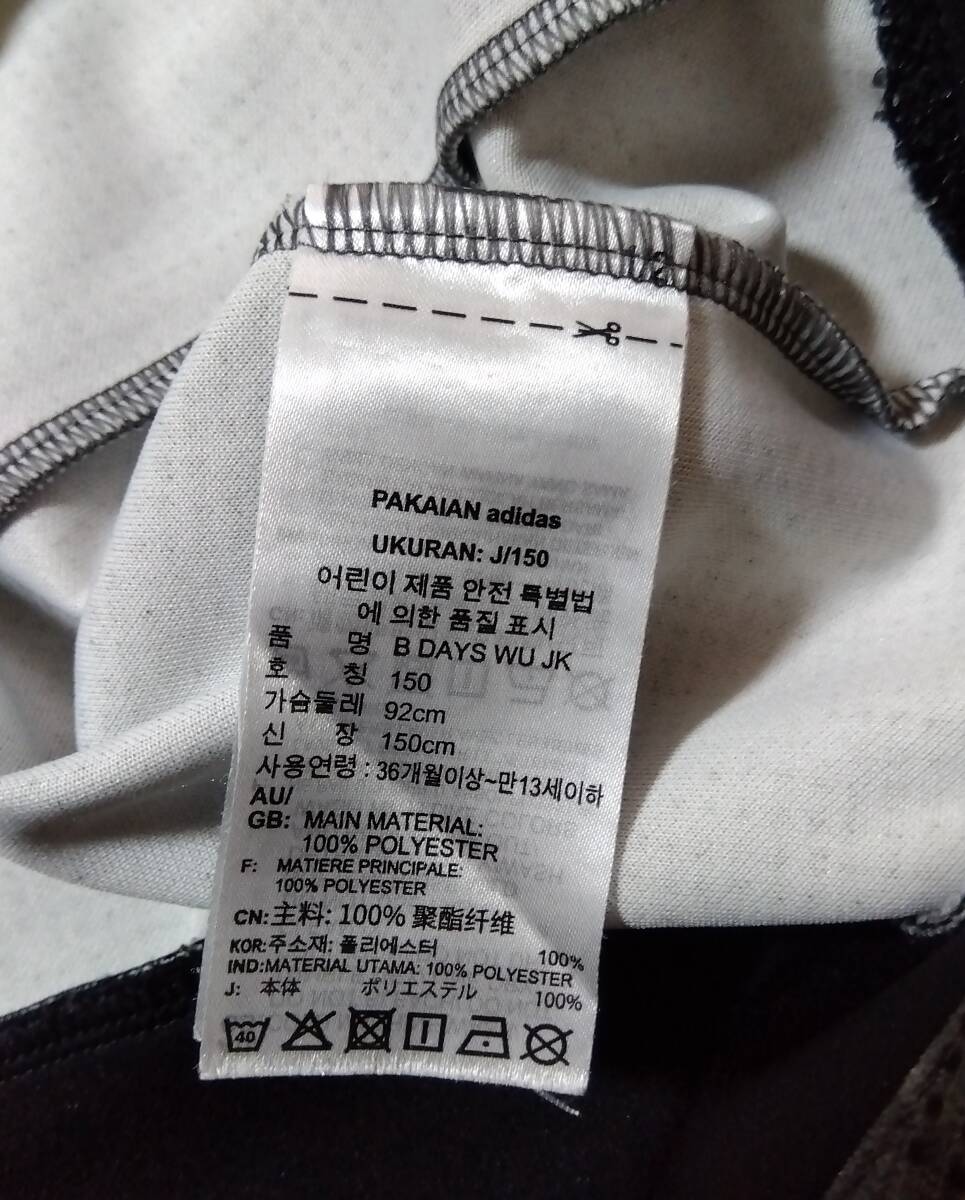 PAKAIAN adidas
UKURAN: J/150
어린이 제품 안전 특별법
에 의한 품질 표시
품 명 B DAYS WU JK
호 칭 150
가슴둘레 92cm
신 장 150cm
사용연령 : 36개월이상~만13세이하
AU/
GB: MAIN MATERIAL:
100% POLYESTER
F: MATIERE PRINCIPALE:
100% POLYESTER
CN:主料: 100% 聚酯纤维
KOR:주소재: 폴리에스터 100%
IND:MATERIAL UTAMA: 100% POLYESTER
J: 本体 ポリエステル 100%
40